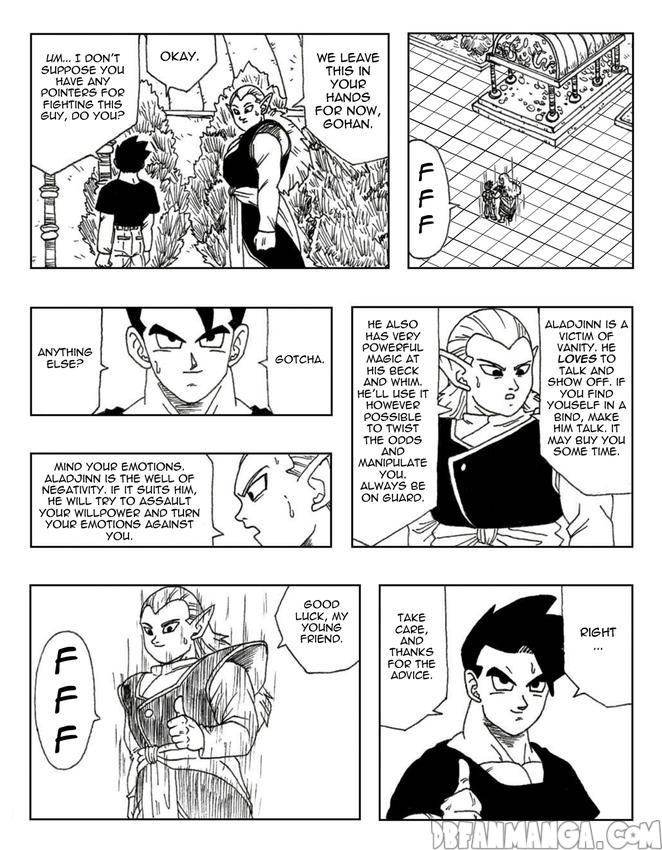 F
F
F
WE LEAVE
THIS IN
YOUR
HANDS
FOR NOW,
GOHAN.
OKAY.
UM... I DON'T
SUPPOSE YOU
HAVE ANY
POINTERS FOR
FIGHTING THIS
GUY, DO YOU?
ALADJINN IS A
VICTIM OF
VANITY. HE
LOVES TO
TALK AND
SHOW OFF. IF
YOU FIND
YOUSELF IN A
BIND, MAKE
HIM TALK. IT
MAY BUY YOU
SOME TIME.
HE ALSO
HAS VERY
POWERFUL
MAGIC AT
HIS BECK
AND WHIM.
HE'LL USE IT
HOWEVER
POSSIBLE
TO TWIST
THE ODDS
AND
MANIPULATE
YOU.
ALWAYS BE
ON GUARD.
GOTCHA.
ANYTHING
ELSE?
MIND YOUR EMOTIONS.
ALADJINN IS THE WELL OF
NEGATIVITY. IF IT SUITS HIM,
HE WILL TRY TO ASSAULT
YOUR WILLPOWER AND TURN
YOUR EMOTIONS AGAINST
YOU.
RIGHT
...
TAKE
CARE,
AND
THANKS
FOR THE
ADVICE.
GOOD
LUCK, MY
YOUNG
FRIEND.
F
F
F
DBFANMANGA.COM